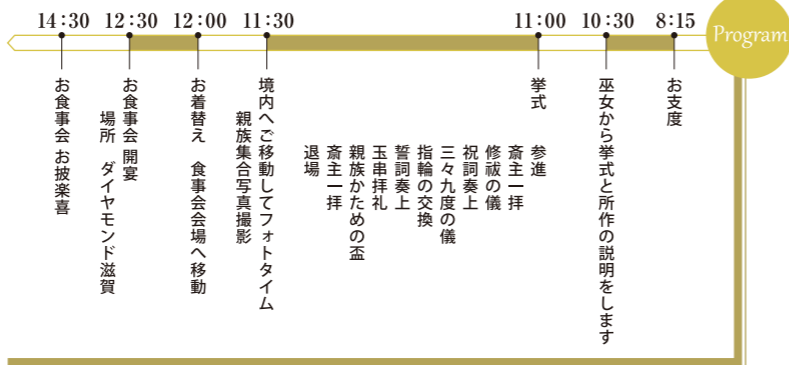 Program
8:15
お支度
10:30
巫女から挙式と所作の説明をします
11:00
挙式　参進
斎主一拝
修祓の儀
祝詞奏上
三々九度の儀
指輪の交換
誓詞奏上
玉串拝礼
親族かための盃
斎主一拝
退場
11:30
境内へご移動してフォトタイム
親族集合写真撮影
12:00
お着替え　食事会会場へ移動
12:30
お食事会 開宴
場所　ダイヤモンド滋賀
14:30
お食事会 お披楽喜